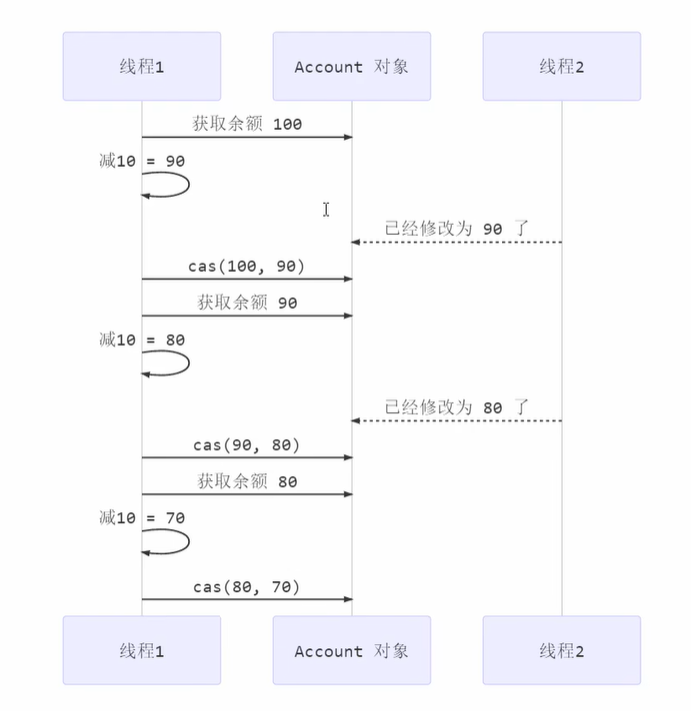 线程1
Account 对象
线程2
获取余额 100
减10 = 90
已经修改为 90 了
cas(100, 90)
获取余额 90
减10 = 80
已经修改为 80 了
cas(90, 80)
获取余额 80
减10 = 70
cas(80, 70)
线程1
Account 对象
线程2